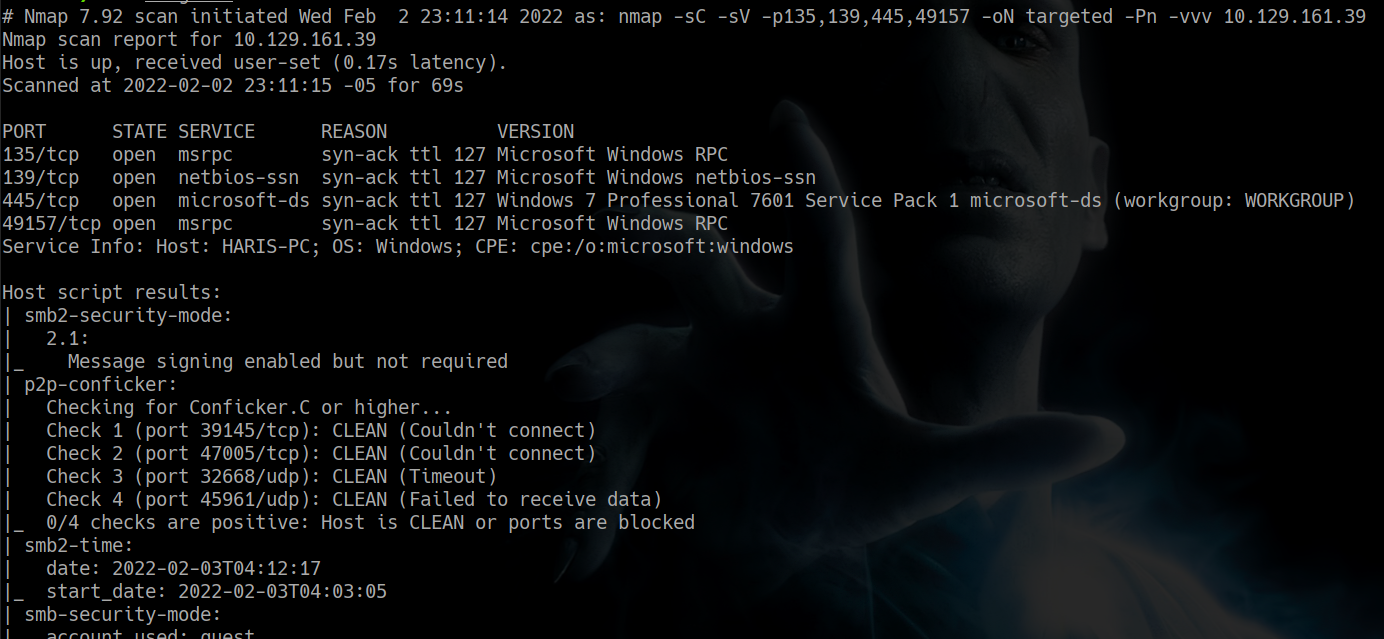 # Nmap 7.92 scan initiated Wed Feb  2 23:11:14 2022 as: nmap -sC -sV -p135,139,445,49157 -oN targeted -Pn -vvv 10.129.161.39
Nmap scan report for 10.129.161.39
Host is up, received user-set (0.17s latency).
Scanned at 2022-02-02 23:11:15 -05 for 69s

PORT      STATE SERVICE      REASON          VERSION
135/tcp   open  msrpc        syn-ack ttl 127 Microsoft Windows RPC
139/tcp   open  netbios-ssn  syn-ack ttl 127 Microsoft Windows netbios-ssn
445/tcp   open  microsoft-ds syn-ack ttl 127 Windows 7 Professional 7601 Service Pack 1 microsoft-ds (workgroup: WORKGROUP)
49157/tcp open  msrpc        syn-ack ttl 127 Microsoft Windows RPC
Service Info: Host: HARIS-PC; OS: Windows; CPE: cpe:/o:microsoft:windows

Host script results:
| smb2-security-mode:
|   2.1:
|_    Message signing enabled but not required
| p2p-conficker:
|   Checking for Conficker.C or higher...
|   Check 1 (port 39145/tcp): CLEAN (Couldn't connect)
|   Check 2 (port 47005/tcp): CLEAN (Couldn't connect)
|   Check 3 (port 32668/udp): CLEAN (Timeout)
|   Check 4 (port 45961/udp): CLEAN (Failed to receive data)
|_  0/4 checks are positive: Host is CLEAN or ports are blocked
| smb2-time:
|   date: 2022-02-03T04:12:17
|_  start_date: 2022-02-03T04:03:05
| smb-security-mode:
|   account_used: guest